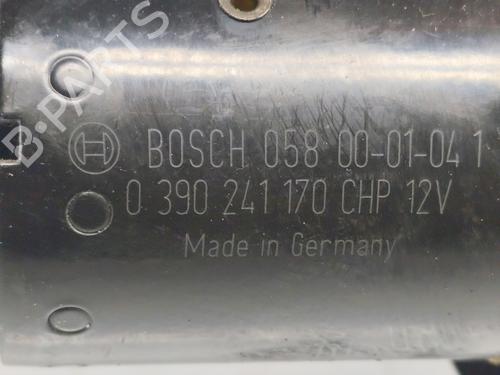 B-PARTS
BOSCH 058 00-01-04 1
0 390 241 170 CHP 12V
Made in Germany